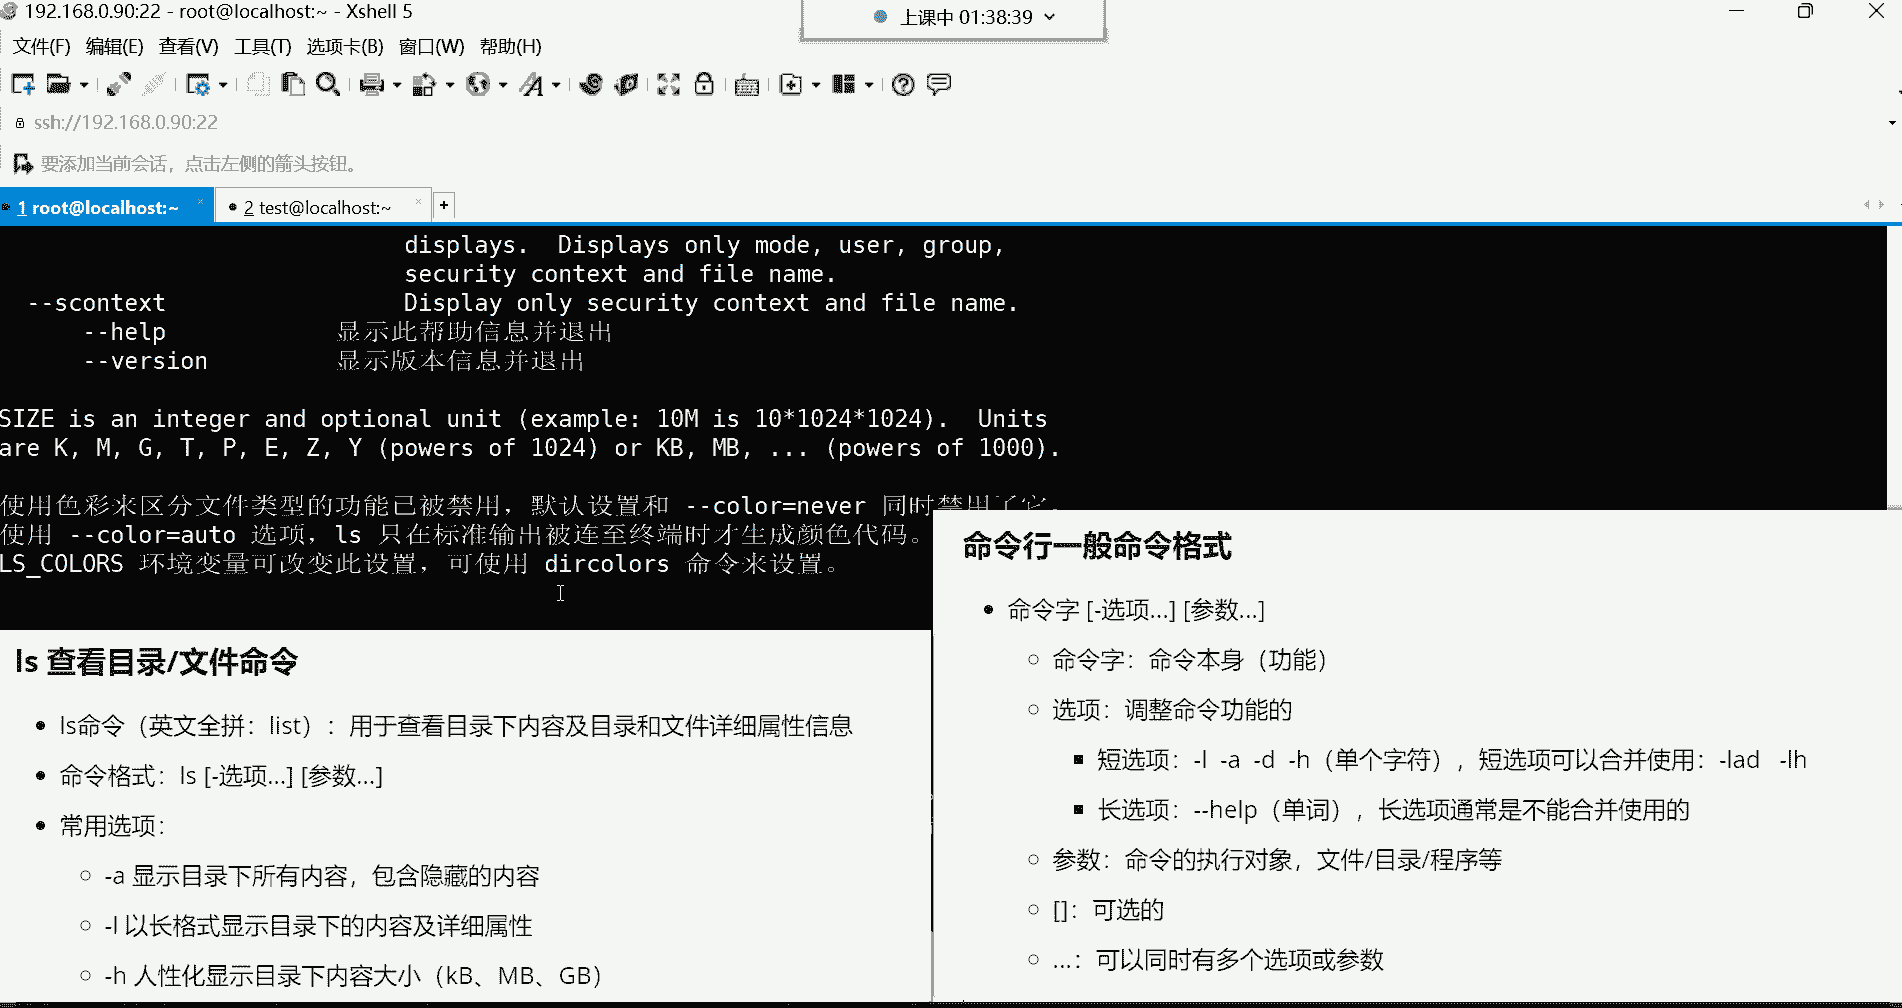 192.168.0.90:22 - root@localhost:~ - Xshell 5
上课中 01:38:39
文件(F) 编辑(E) 查看(V) 工具(T) 选项卡(B) 窗口(W) 帮助(H)
ssh://192.168.0.90:22
要添加当前会话，点击左侧的箭头按钮。
1 root@localhost:~ × 2 test@localhost:~ × +
displays.  Displays only mode, user, group,
security context and file name.
--scontext Display only security context and file name.
--help 显示此帮助信息并退出
--version 显示版本信息并退出
SIZE is an integer and optional unit (example: 10M is 10*1024*1024).  Units
are K, M, G, T, P, E, Z, Y (powers of 1024) or KB, MB, ... (powers of 1000).
使用色彩来区分文件类型的功能已被禁用，默认设置和 --color=never 同时禁用了它。
使用 --color=auto 选项，ls 只在标准输出被连至终端时才生成颜色代码。
LS_COLORS 环境变量可改变此设置，可使用 dircolors 命令来设置。
ls 查看目录/文件命令
• ls命令（英文全拼：list）：用于查看目录下内容及目录和文件详细属性信息
• 命令格式：ls [-选项...] [参数...]
• 常用选项：
○ -a 显示目录下所有内容，包含隐藏的内容
○ -l 以长格式显示目录下的内容及详细属性
○ -h 人性化显示目录下内容大小（kB、MB、GB）
命令行一般命令格式
• 命令字 [-选项...] [参数...]
○ 命令字：命令本身（功能）
○ 选项：调整命令功能的
▪ 短选项：-l -a -d -h（单个字符），短选项可以合并使用：-lad -lh
▪ 长选项：--help（单词），长选项通常是不能合并使用的
○ 参数：命令的执行对象，文件/目录/程序等
○ []：可选的
○ ...：可以同时有多个选项或参数